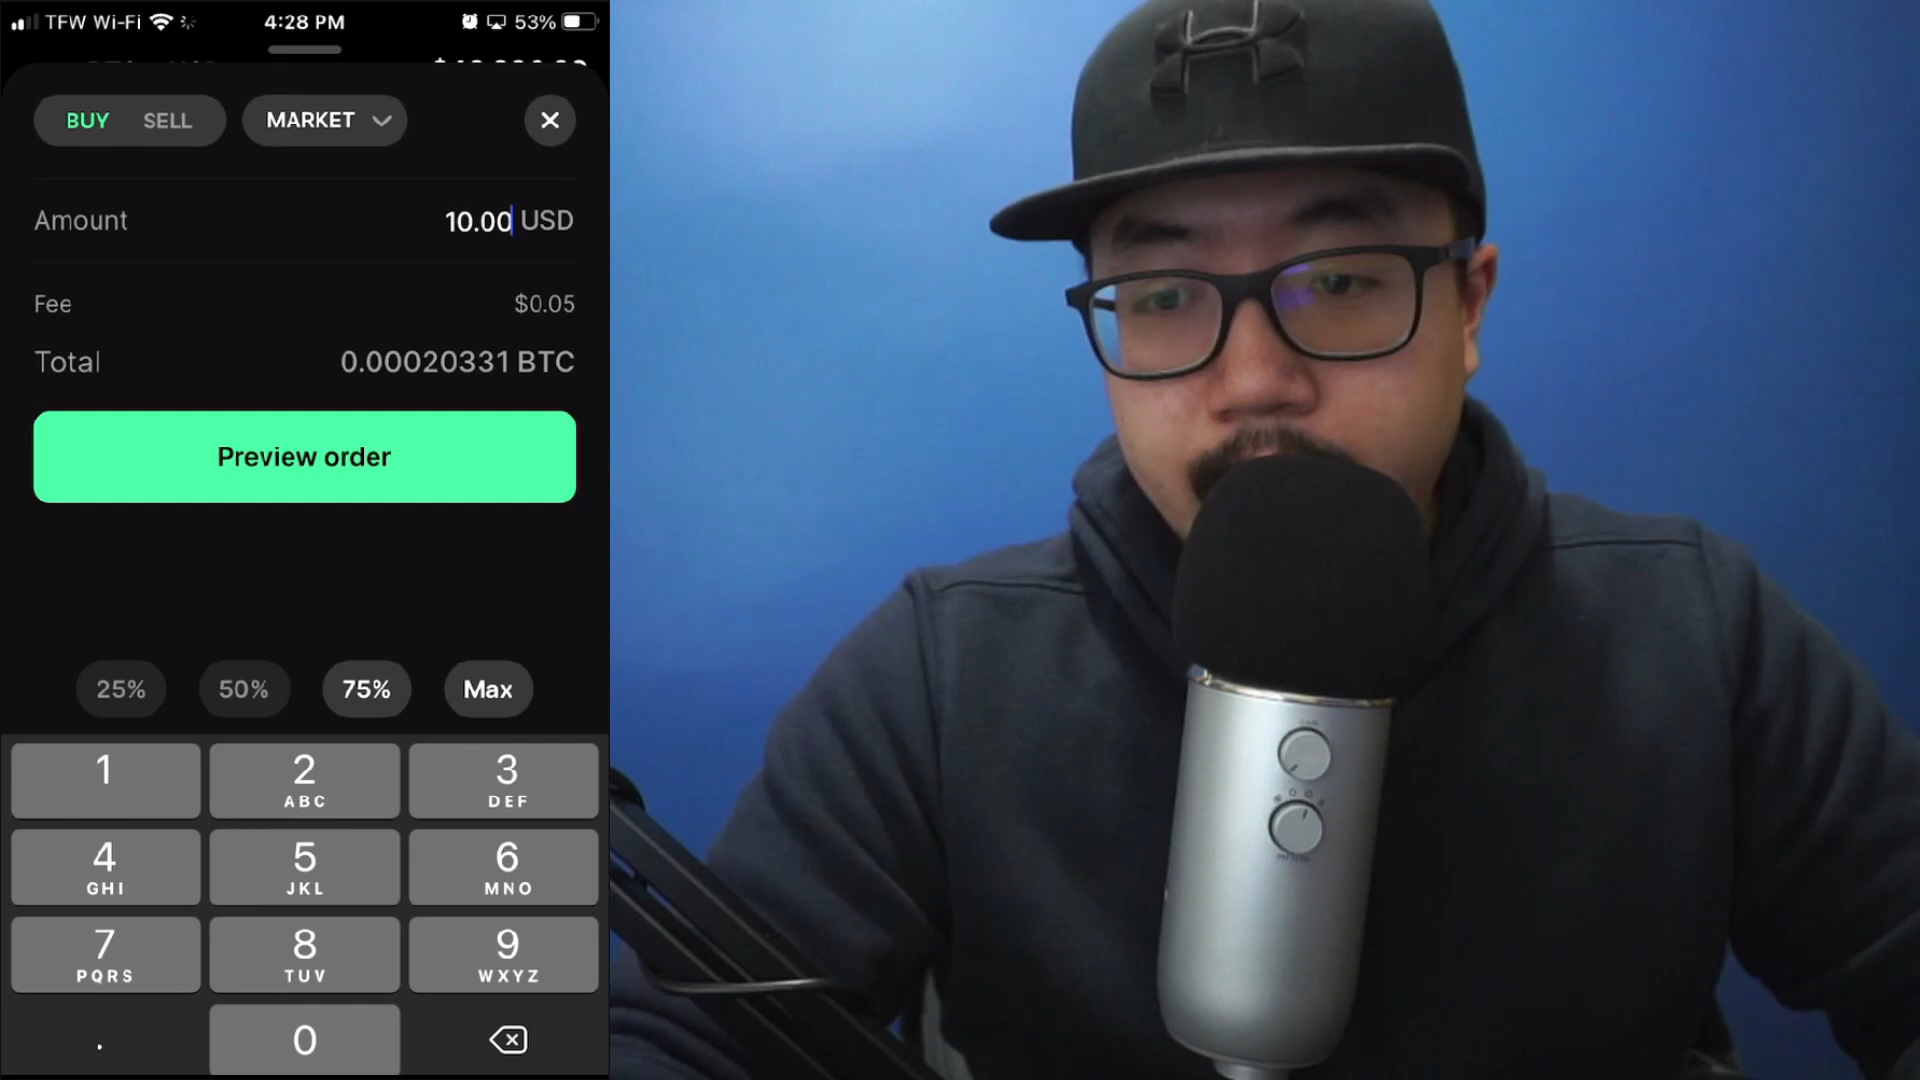 TFW Wi-Fi 4:28 PM 53%
BUY SELL MARKET
Amount 10.00 USD
Fee $0.05
Total 0.00020331 BTC
Preview order
25% 50% 75% Max
1 2 3
ABC DEF
4 5 6
GHI JKL MNO
7 8 9
PQRS TUV WXYZ
. 0